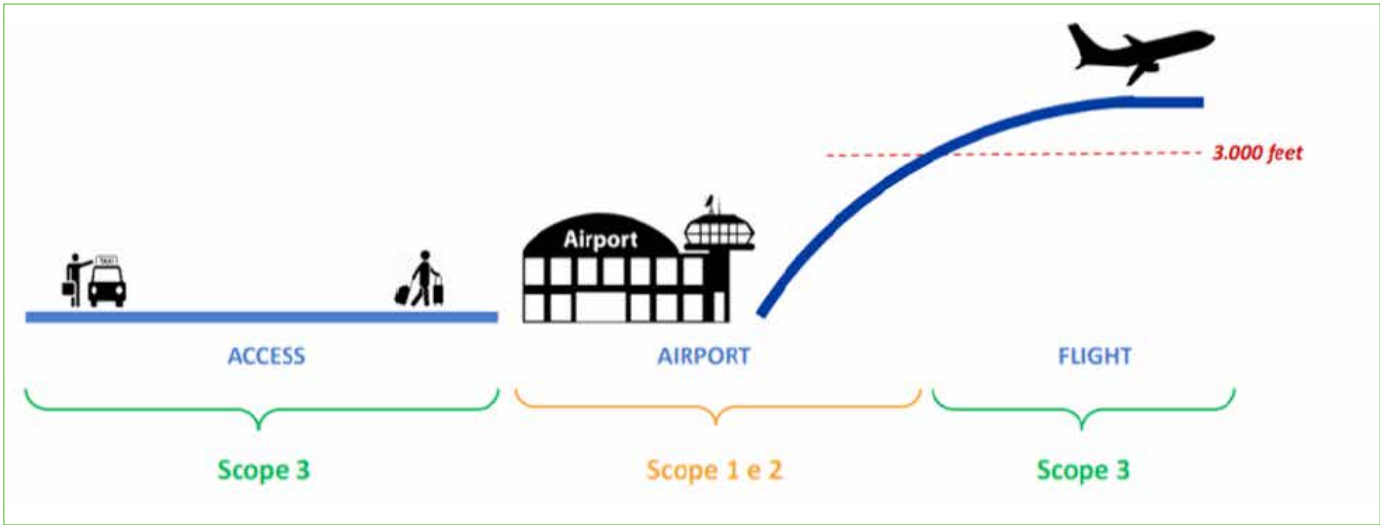 3.000 feet
TAXI
Airport
ACCESS
AIRPORT
FLIGHT
Scope 3
Scope 1 e 2
Scope 3